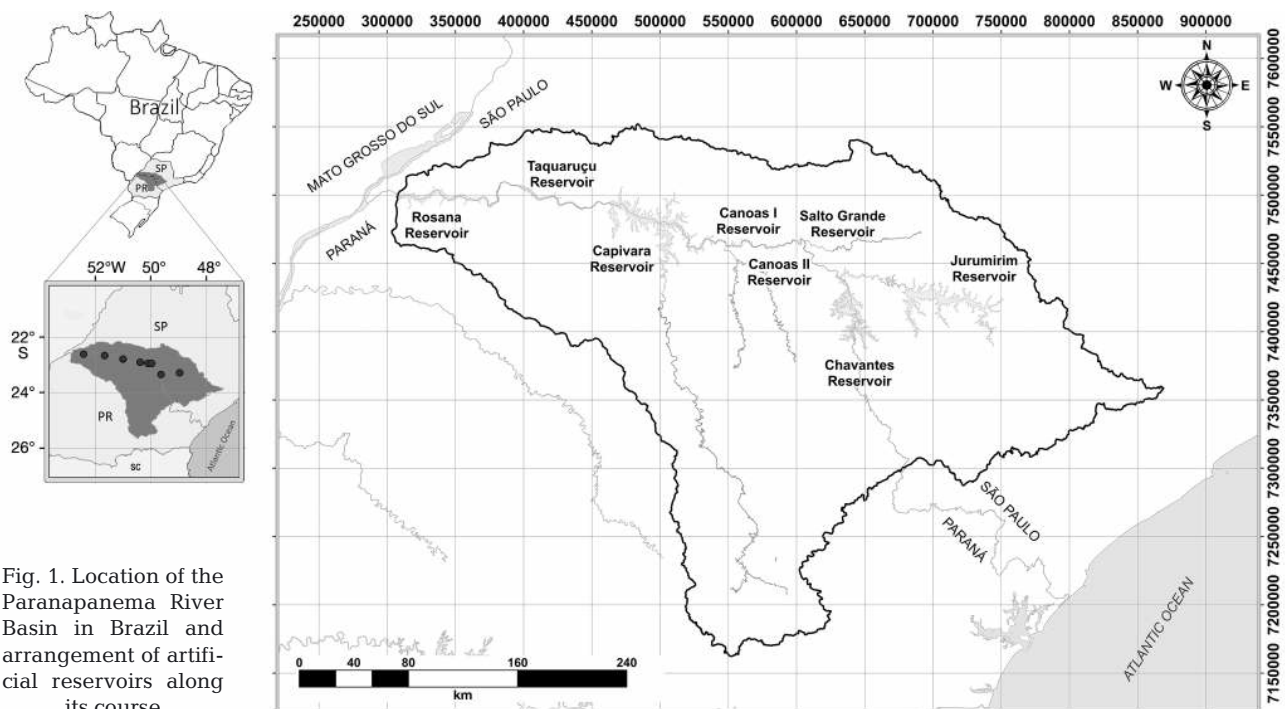 250000 300000 350000 400000 450000 500000 550000 600000 650000 700000 750000 800000 850000 900000
Brazil
SP
PR
52°W 50° 48°
22°
S
24°
26°
SP
PR
SC
Atlantic Ocean
N
W E
S
7600000
7550000
7500000
7450000
7400000
7350000
7300000
7250000
7200000
7150000
MATO GROSSO DO SUL
SÃO PAULO
PARANÁ
Taquaruçu
Reservoir
Rosana
Reservoir
Capivara
Reservoir
Canoas I
Reservoir
Salto Grande
Reservoir
Canoas II
Reservoir
Jurumirim
Reservoir
Chavantes
Reservoir
SÃO PAULO
PARANÁ
ATLANTIC OCEAN
0 40 80 160 240
km
Fig. 1. Location of the
Paranapanema River
Basin in Brazil and
arrangement of artifi-
cial reservoirs along
its course